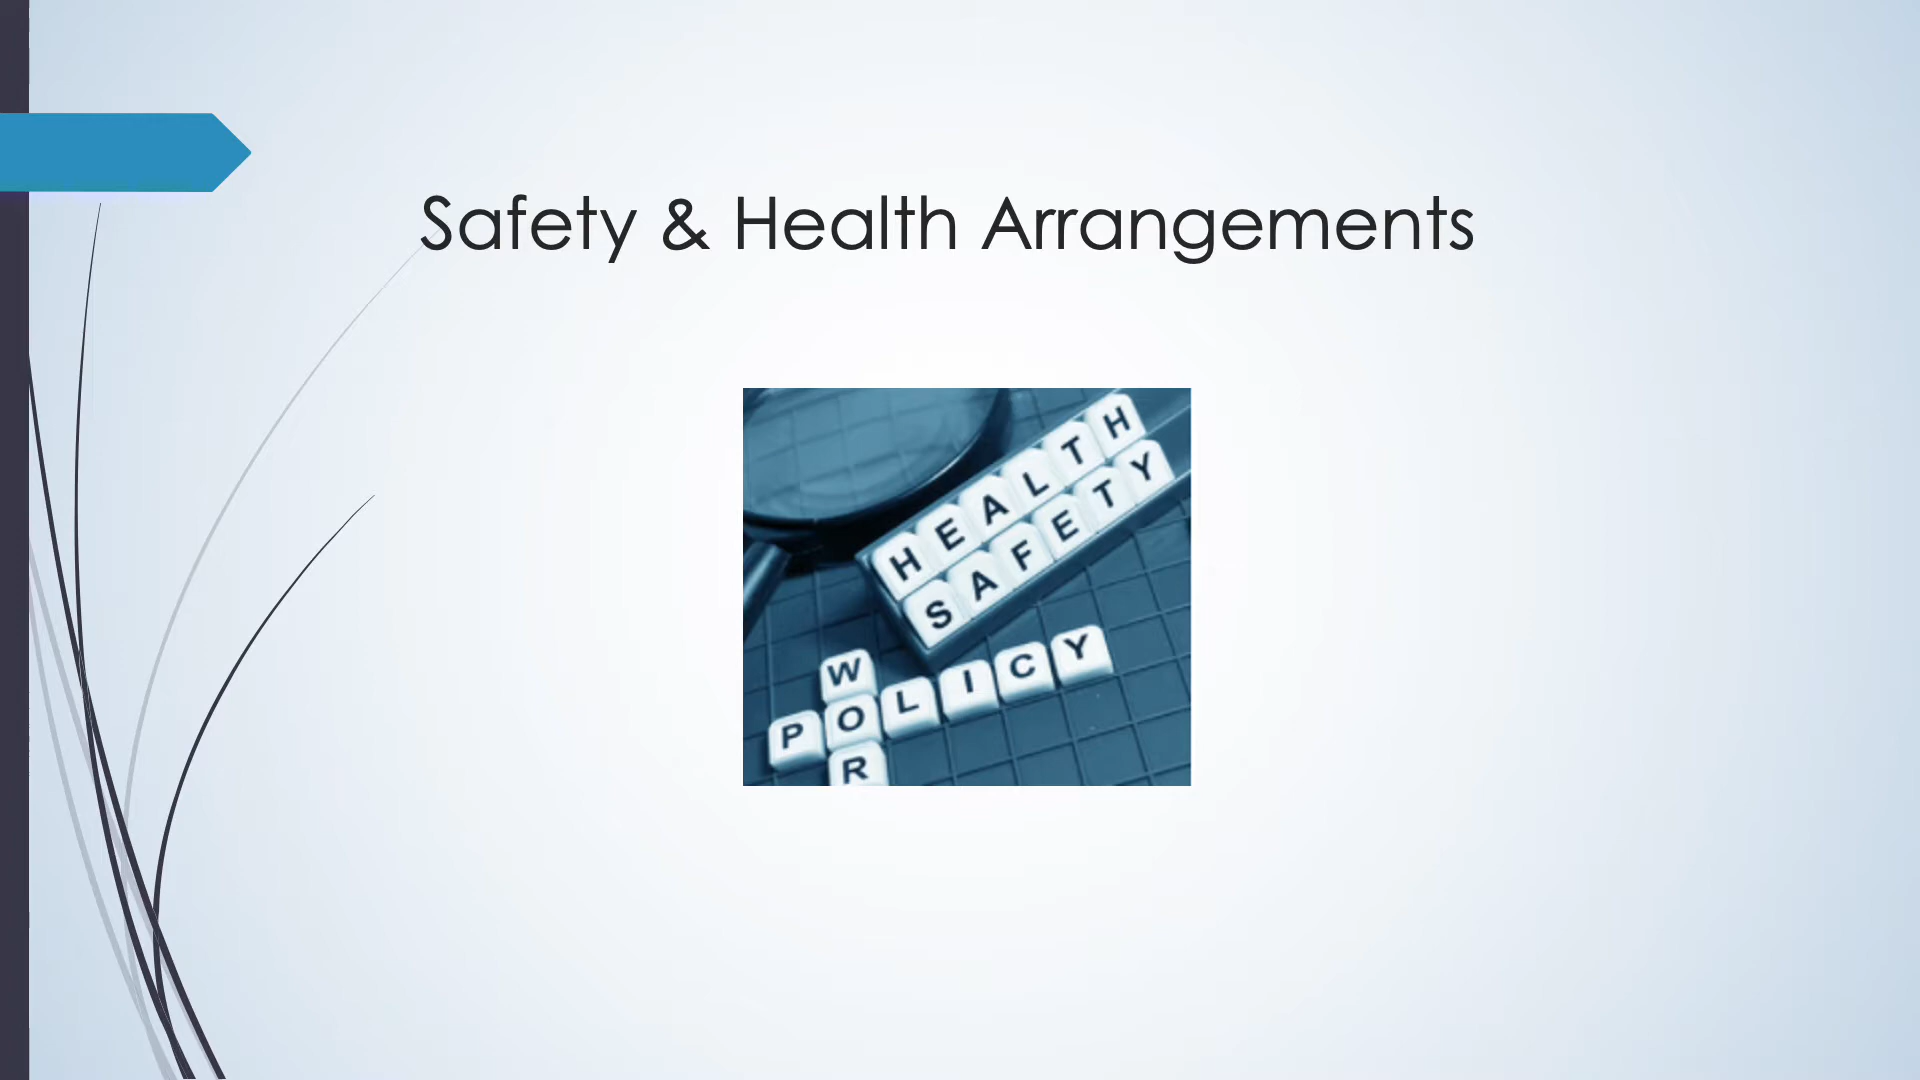 Safety & Health Arrangements
HEALTH
SAFETY
W
POLICY
R